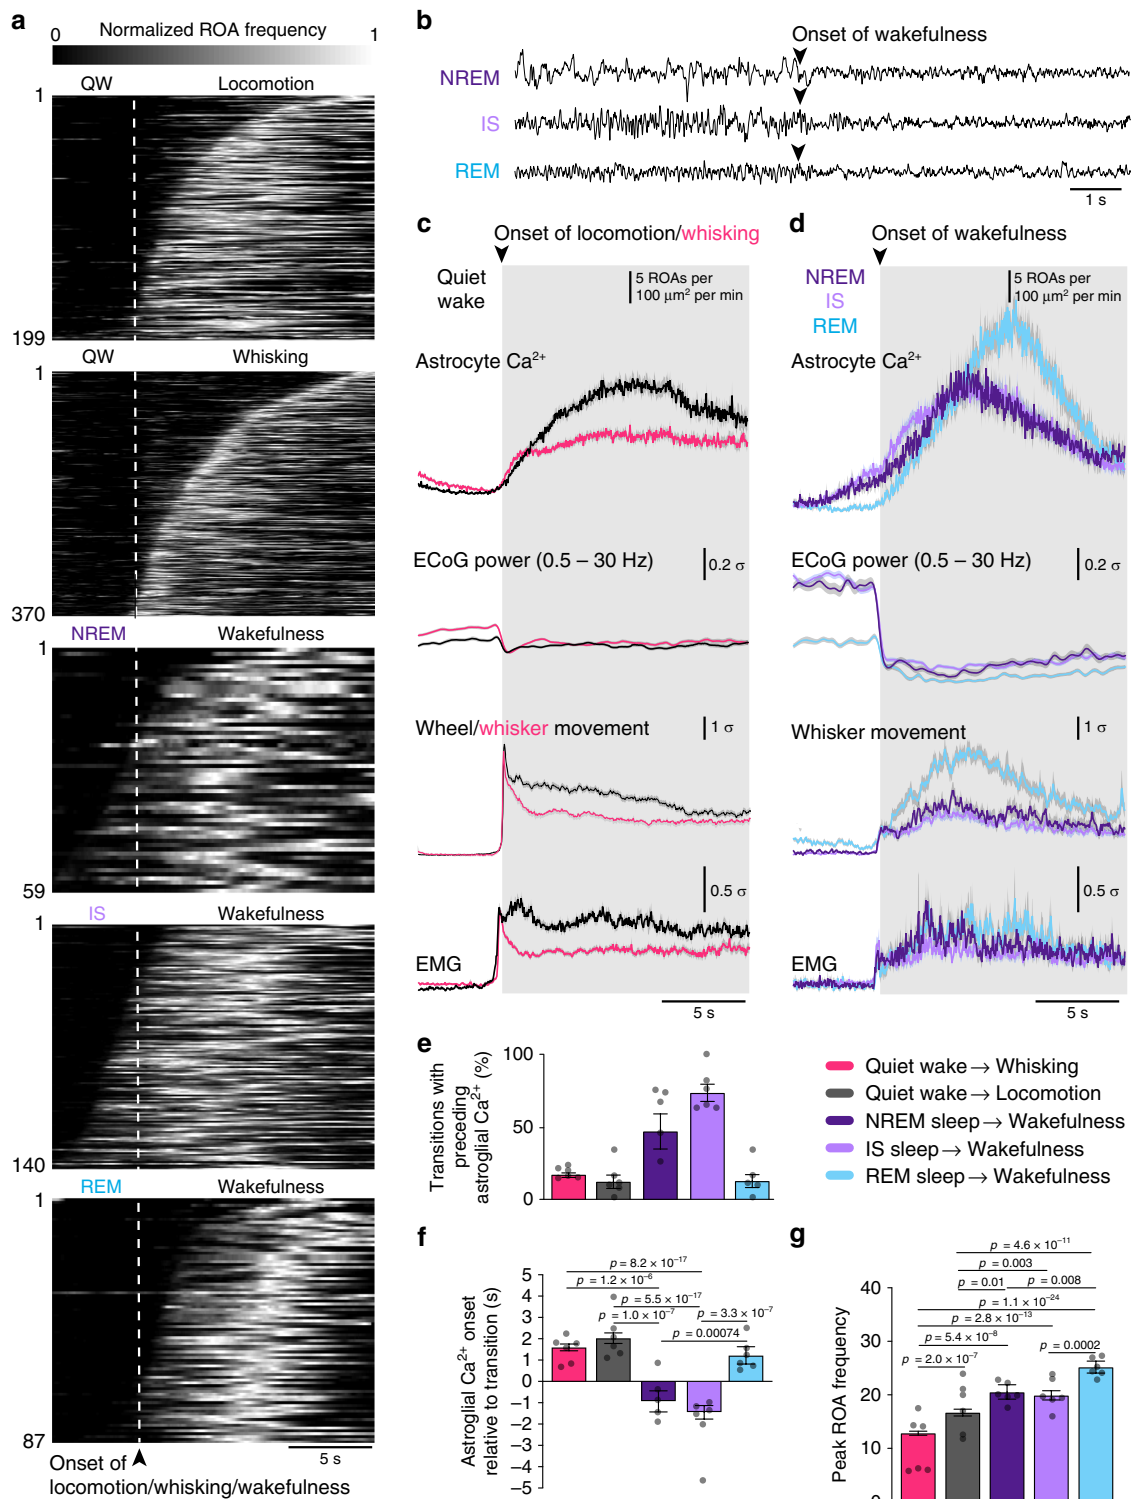 a
Normalized ROA frequency
0 1
QW Locomotion
1
199
QW Whisking
1
370
NREM Wakefulness
1
59
IS Wakefulness
1
140
REM Wakefulness
1
87
5 s
Onset of
locomotion/whisking/wakefulness
b
Onset of wakefulness
NREM
IS
REM
1 s
c
Onset of locomotion/whisking
Quiet
wake
5 ROAs per
100 µm² per min
Astrocyte Ca²⁺
ECoG power (0.5 – 30 Hz)
0.2 σ
Wheel/whisker movement
1 σ
0.5 σ
EMG
5 s
d
Onset of wakefulness
NREM
IS
REM
5 ROAs per
100 µm² per min
Astrocyte Ca²⁺
ECoG power (0.5 – 30 Hz)
0.2 σ
Whisker movement
1 σ
0.5 σ
EMG
5 s
e
Transitions with
preceding
astroglial Ca²⁺ (%)
100
50
0
Quiet wake → Whisking
Quiet wake → Locomotion
NREM sleep → Wakefulness
IS sleep → Wakefulness
REM sleep → Wakefulness
f
Astroglial Ca²⁺ onset
relative to transition (s)
5
4
3
2
1
0
–1
–2
–3
–4
–5
p = 8.2 × 10⁻¹⁷
p = 1.2 × 10⁻⁶
p = 5.5 × 10⁻¹⁷
p = 1.0 × 10⁻⁷
p = 3.3 × 10⁻⁷
p = 0.00074
g
Peak ROA frequency
40
30
20
10
0
p = 4.6 × 10⁻¹¹
p = 0.003
p = 0.01
p = 0.008
p = 1.1 × 10⁻²⁴
p = 2.8 × 10⁻¹³
p = 5.4 × 10⁻⁸
p = 0.0002
p = 2.0 × 10⁻⁷